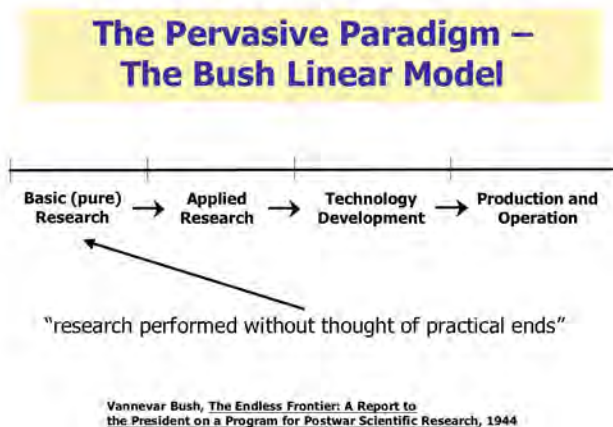 The Pervasive Paradigm –
The Bush Linear Model
Basic (pure) → Applied → Technology → Production and
Research Research Development Operation
"research performed without thought of practical ends"
Vannevar Bush, The Endless Frontier: A Report to
the President on a Program for Postwar Scientific Research, 1944